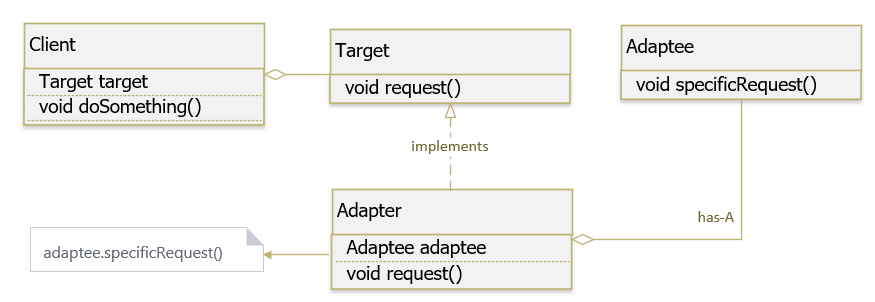 Client
Target target
void doSomething()
Target
void request()
Adaptee
void specificRequest()
implements
Adapter
Adaptee adaptee
void request()
has-A
adaptee.specificRequest()